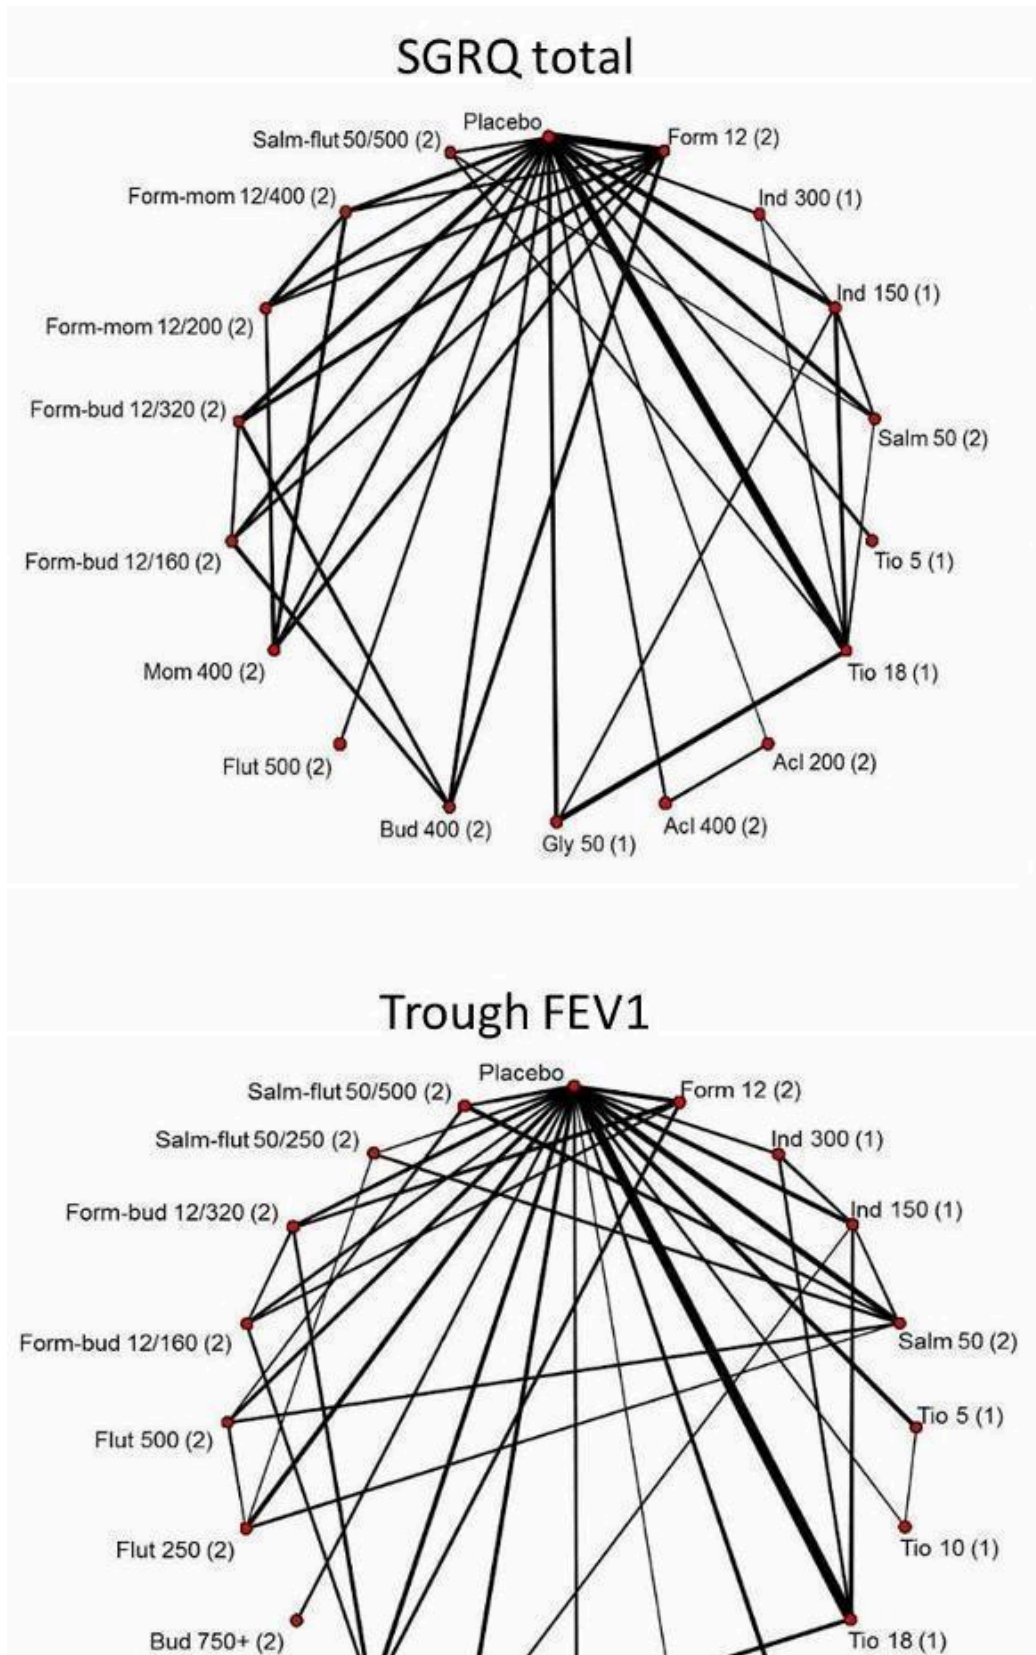 SGRQ total
Placebo
Salm-flut 50/500 (2)
Form 12 (2)
Form-mom 12/400 (2)
Ind 300 (1)
Ind 150 (1)
Form-mom 12/200 (2)
Form-bud 12/320 (2)
Salm 50 (2)
Form-bud 12/160 (2)
Tio 5 (1)
Mom 400 (2)
Tio 18 (1)
Flut 500 (2)
Acl 200 (2)
Bud 400 (2)
Gly 50 (1)
Acl 400 (2)
Trough FEV1
Placebo
Salm-flut 50/500 (2)
Form 12 (2)
Salm-flut 50/250 (2)
Ind 300 (1)
Form-bud 12/320 (2)
Ind 150 (1)
Form-bud 12/160 (2)
Salm 50 (2)
Flut 500 (2)
Tio 5 (1)
Flut 250 (2)
Tio 10 (1)
Bud 750+ (2)
Tio 18 (1)